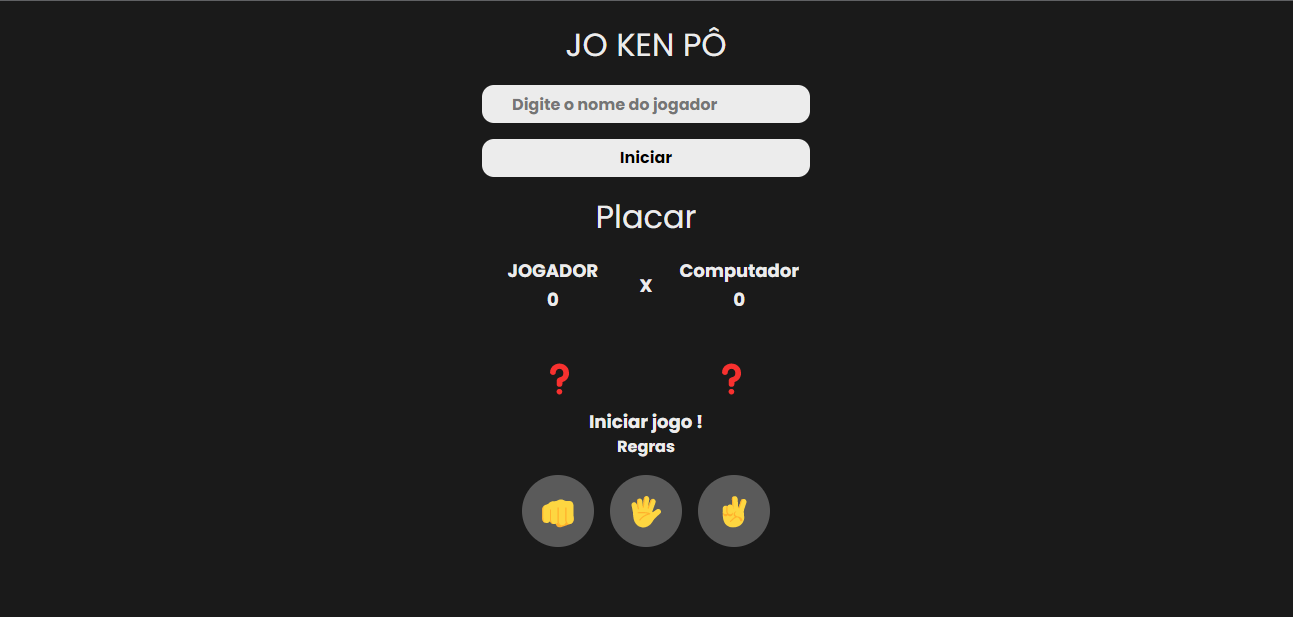 JO KEN PÔ
Digite o nome do jogador
Iniciar
Placar
JOGADOR
0
X
Computador
0
❓ ❓
Iniciar jogo !
Regras